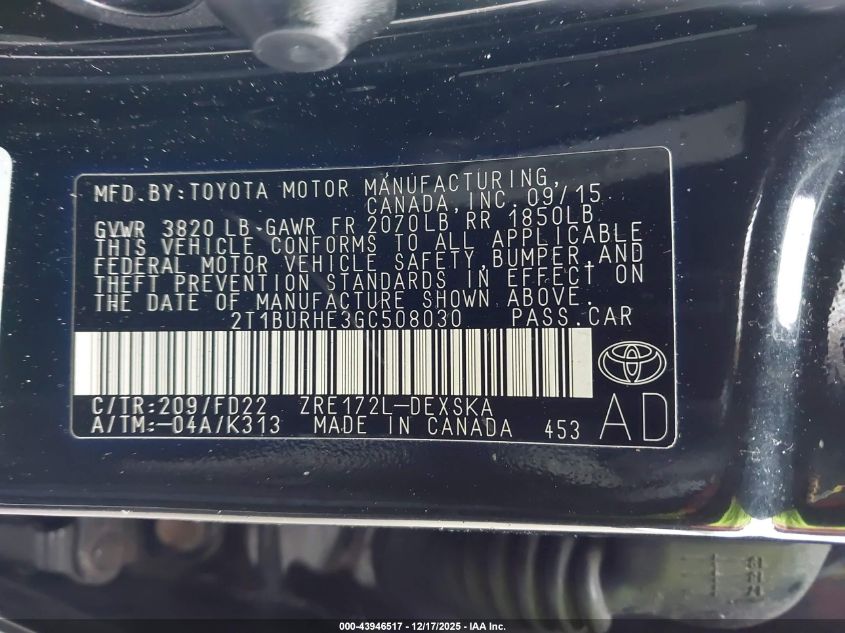 MFD. BY: TOYOTA MOTOR MANUFACTURING,
CANADA, INC. 09/15
GVWR 3820 LB-GAWR FR 2070LB RR 1850LB
THIS VEHICLE CONFORMS TO ALL APPLICABLE
FEDERAL MOTOR VEHICLE SAFETY, BUMPER, AND
THEFT PREVENTION STANDARDS IN EFFECT ON
THE DATE OF MANUFACTURE SHOWN ABOVE.
2T1BURHE3GC508030 PASS.CAR
C/TR: 209/FD22 ZRE172L-DEXSKA
A/TM: -04A/K313 MADE IN CANADA 453
AD
000-43946517 - 12/17/2025 - IAA Inc.